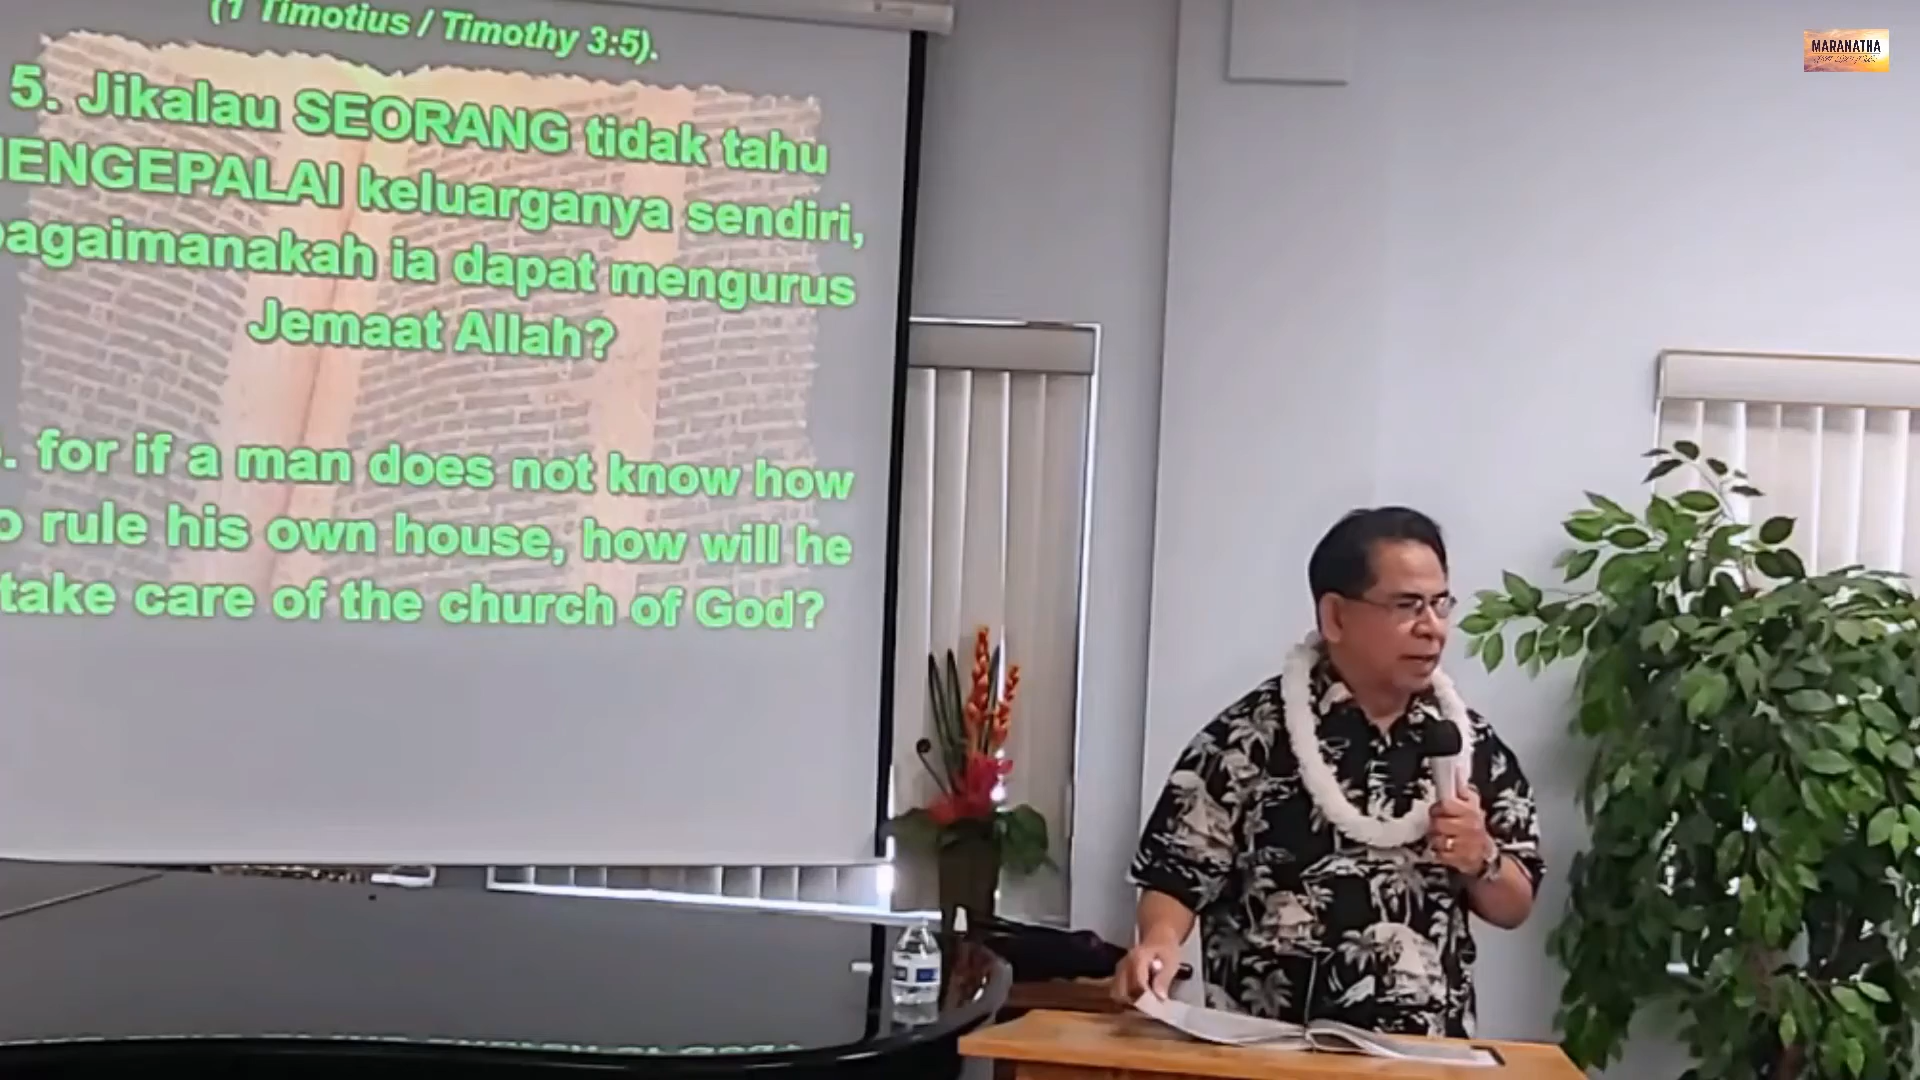 (1 Timotius / Timothy 3:5).
5. Jikalau SEORANG tidak tahu
MENGEPALAI keluarganya sendiri,
bagaimanakah ia dapat mengurus
Jemaat Allah?
. for if a man does not know how
o rule his own house, how will he
take care of the church of God?
MARANATHA